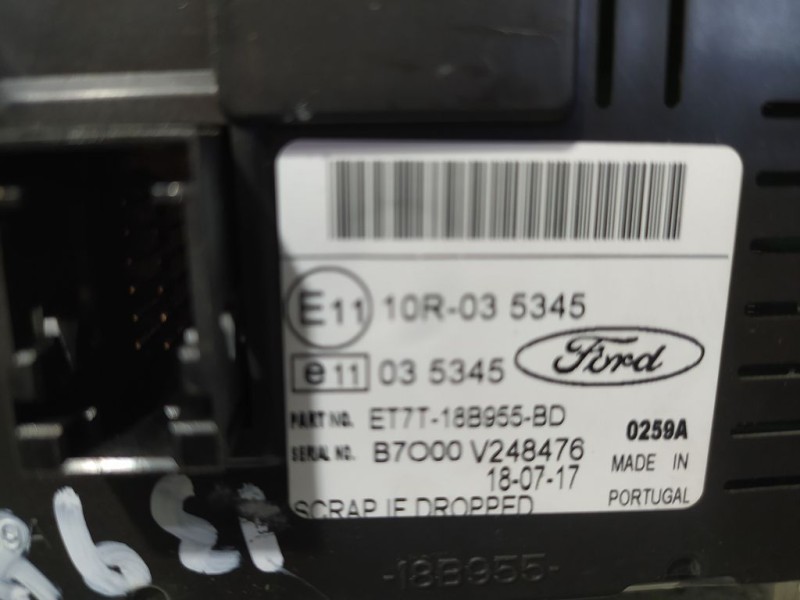 E11 10R-03 5345
e11 03 5345
Ford
PART NO. ET7T-18B955-BD
0259A
SERIAL NO. B7O00 V248476
18-07-17
MADE IN
PORTUGAL
SCRAP IF DROPPED
-18B955-